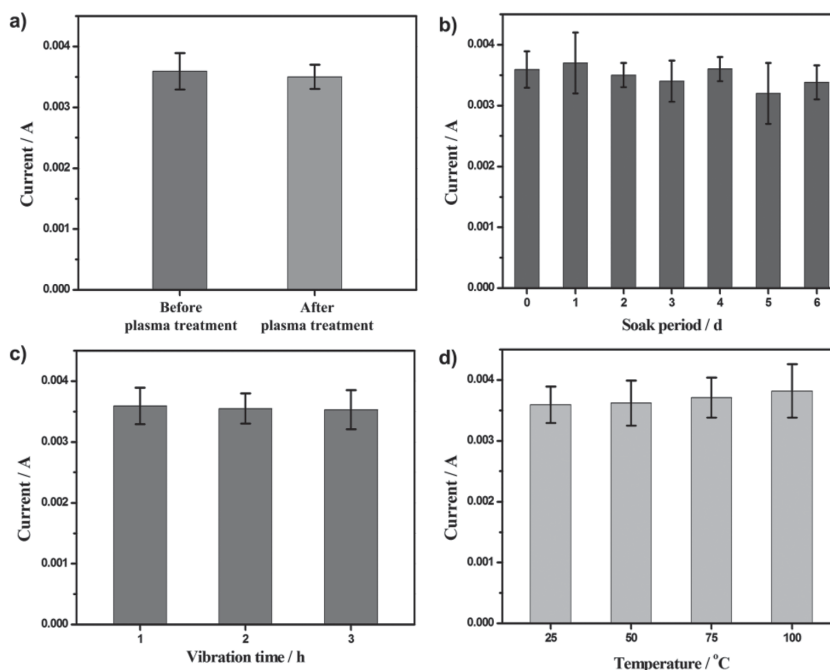 a)
Current / A
0.004
0.003
0.002
0.001
0.000
Before
plasma treatment
After
plasma treatment
b)
Current / A
0.004
0.003
0.002
0.001
0.000
0 1 2 3 4 5 6
Soak period / d
c)
Current / A
0.004
0.003
0.002
0.001
0.000
1 2 3
Vibration time / h
d)
Current / A
0.004
0.003
0.002
0.001
0.000
25 50 75 100
Temperature / °C